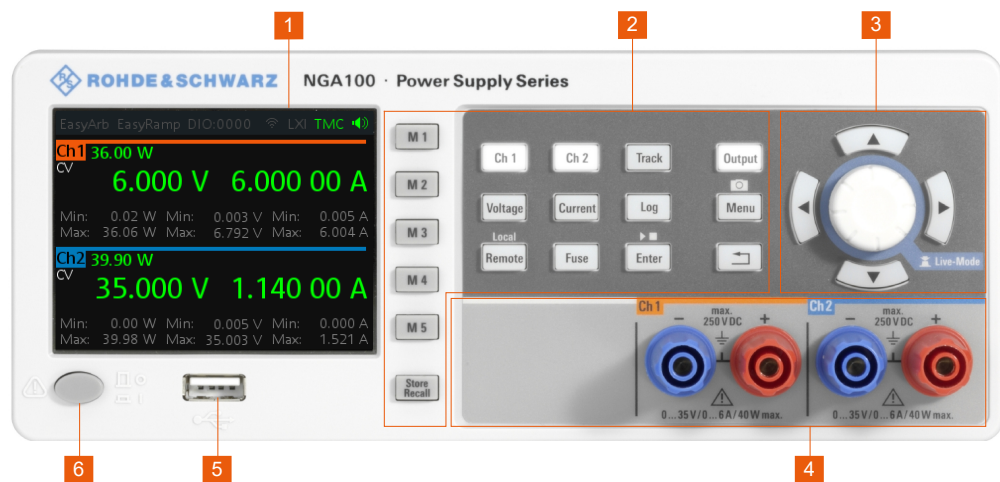 1
2
3
R&S ROHDE&SCHWARZ NGA100 · Power Supply Series
EasyArb EasyRamp DIO:0000 LXI TMC
Ch1 36.00 W
CV
6.000 V 6.000 00 A
Min: 0.02 W Min: 0.003 V Min: 0.005 A
Max: 36.06 W Max: 6.792 V Max: 6.004 A
Ch2 39.90 W
CV
35.000 V 1.140 00 A
Min: 0.00 W Min: 0.005 V Min: 0.000 A
Max: 39.98 W Max: 35.003 V Max: 1.521 A
M 1
M 2
M 3
M 4
M 5
Store
Recall
Ch 1 Ch 2 Track Output
Voltage Current Log Menu
Local
Remote Fuse Enter
Live-Mode
Ch 1 max. Ch 2 max.
− 250 V DC + − 250 V DC +
0...35 V / 0...6 A / 40 W max. 0...35 V / 0...6 A / 40 W max.
6
5
4